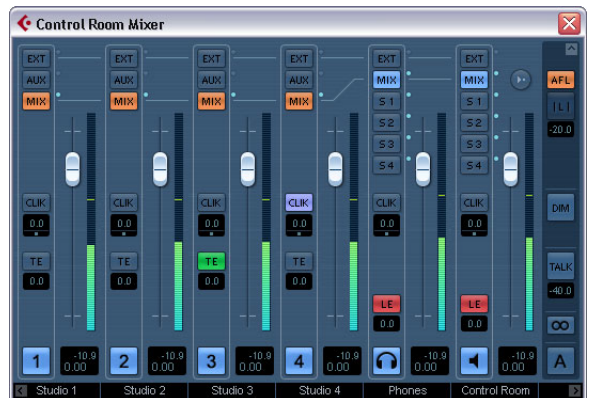 Control Room Mixer
EXT EXT EXT EXT EXT EXT
AUX AUX AUX AUX MIX MIX AFL
MIX MIX MIX MIX S 1 S 1 | L |
S 2 S 2 -20.0
S 3 S 3
S 4 S 4
CLIK CLIK CLIK CLIK CLIK CLIK DIM
0.0 0.0 0.0 0.0 0.0 0.0
TE TE TE TE TALK
0.0 0.0 0.0 0.0 -40.0
LE LE
0.0 0.0
1 -10.9 2 -10.9 3 -10.9 4 -10.9 -10.9 -10.9 A
0.00 0.00 0.00 0.00 0.00 0.00
Studio 1 Studio 2 Studio 3 Studio 4 Phones Control Room